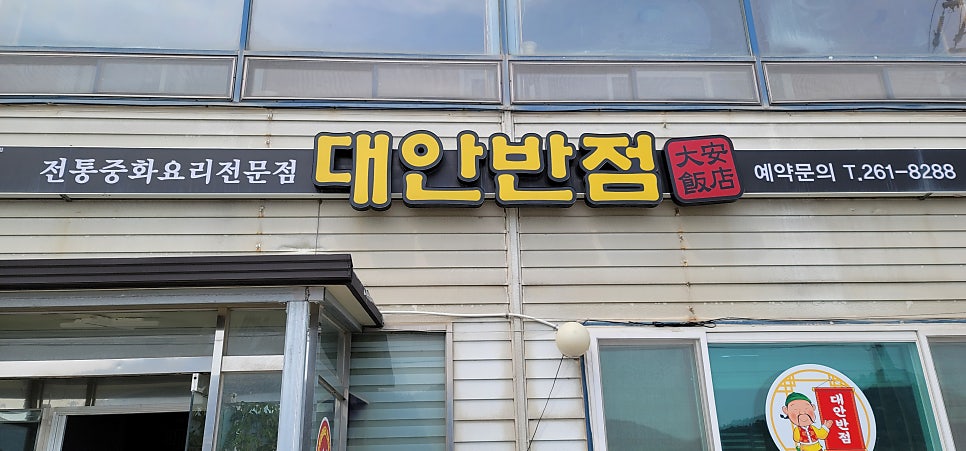 전통중화요리전문점
대안반점
大安
飯店
예약문의 T.261-8288
대안반점